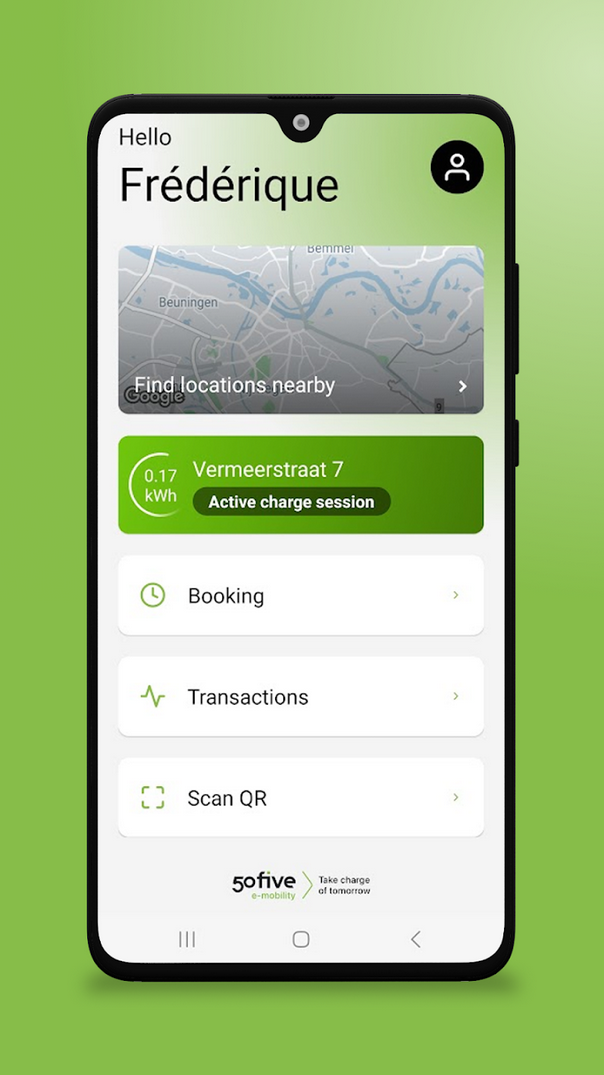 Hello
Frédérique
Bemmel
Beuningen
Find locations nearby
Google
9
0.17
kWh
Vermeerstraat 7
Active charge session
Booking
Transactions
Scan QR
50five
e-mobility
Take charge
of tomorrow